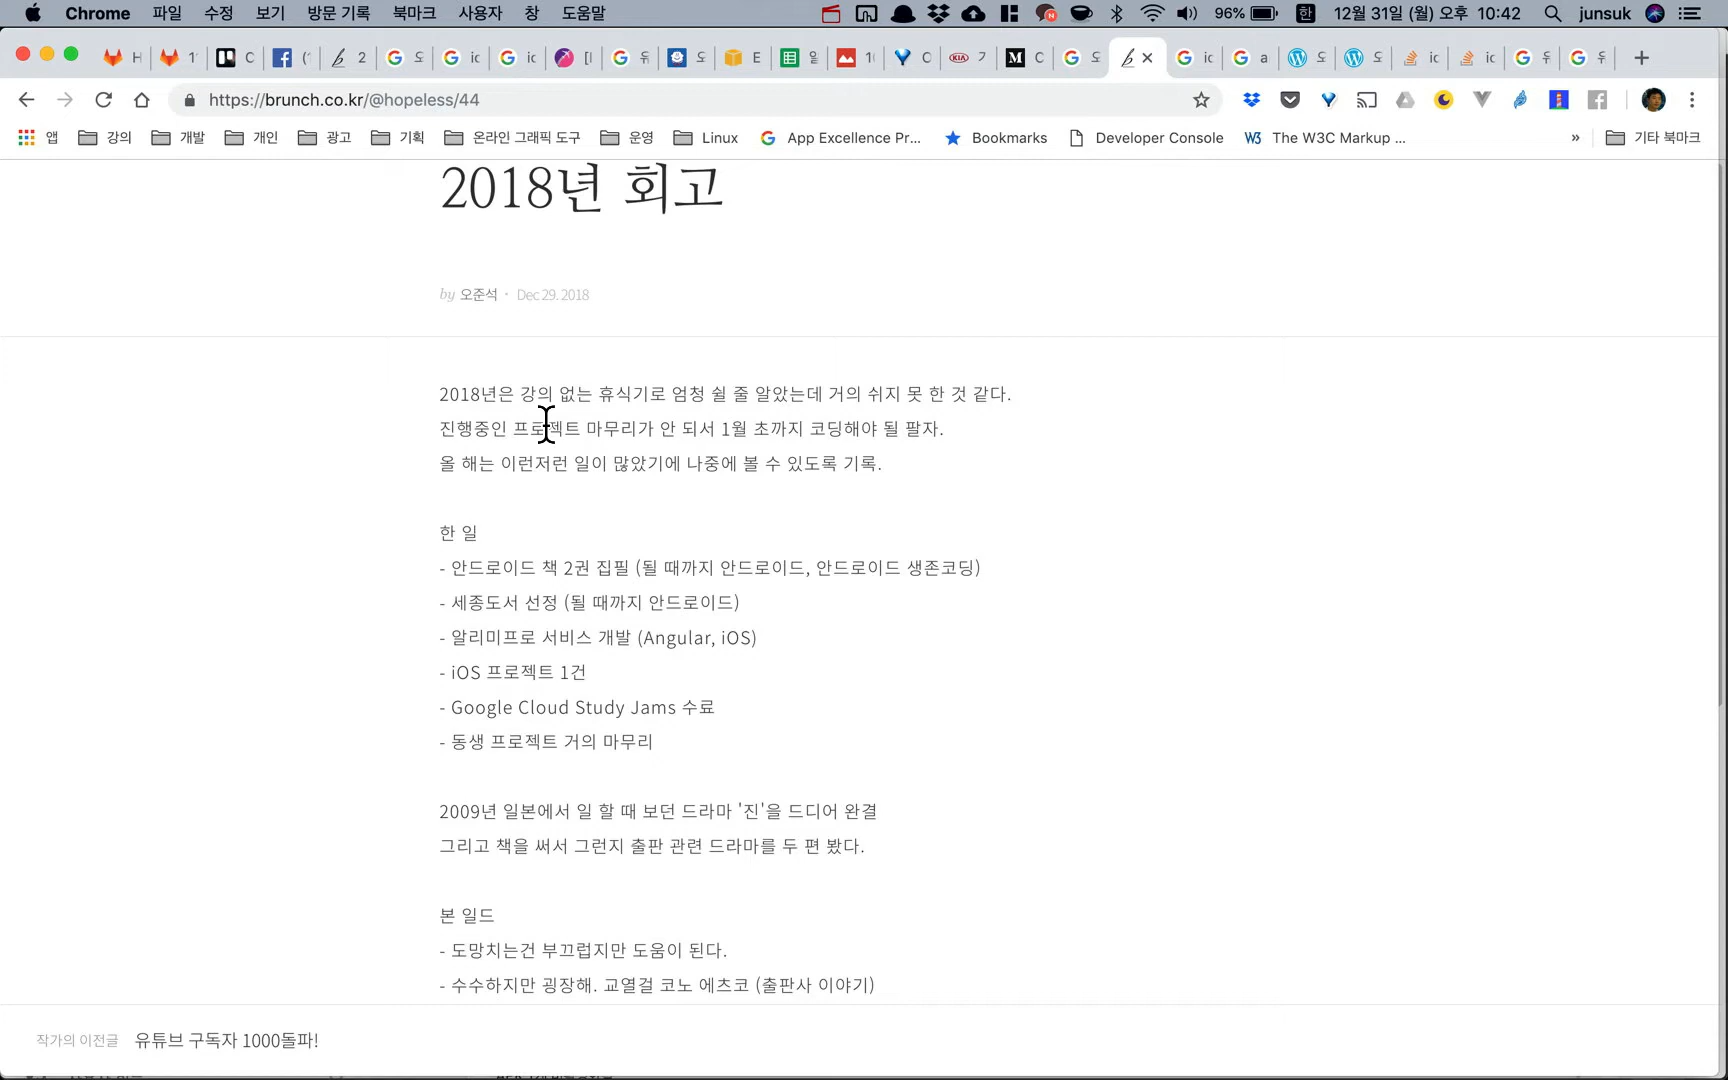 Chrome 파일 수정 보기 방문 기록 북마크 사용자 창 도움말 96% 한 12월 31일 (월) 오후 10:42 junsuk
https://brunch.co.kr/@hopeless/44
앱 강의 개발 개인 광고 기획 온라인 그래픽 도구 운영 Linux App Excellence Pr... Bookmarks Developer Console The W3C Markup ... » 기타 북마크
2018년 회고
by 오준석 · Dec 29. 2018
2018년은 강의 없는 휴식기로 엄청 쉴 줄 알았는데 거의 쉬지 못 한 것 같다.
진행중인 프로젝트 마무리가 안 되서 1월 초까지 코딩해야 될 팔자.
올 해는 이런저런 일이 많았기에 나중에 볼 수 있도록 기록.
한 일
- 안드로이드 책 2권 집필 (될 때까지 안드로이드, 안드로이드 생존코딩)
- 세종도서 선정 (될 때까지 안드로이드)
- 알리미프로 서비스 개발 (Angular, iOS)
- iOS 프로젝트 1건
- Google Cloud Study Jams 수료
- 동생 프로젝트 거의 마무리
2009년 일본에서 일 할 때 보던 드라마 '진'을 드디어 완결
그리고 책을 써서 그런지 출판 관련 드라마를 두 편 봤다.
본 일드
- 도망치는건 부끄럽지만 도움이 된다.
- 수수하지만 굉장해. 교열걸 코노 에츠코 (출판사 이야기)
작가의 이전글 유튜브 구독자 1000돌파!